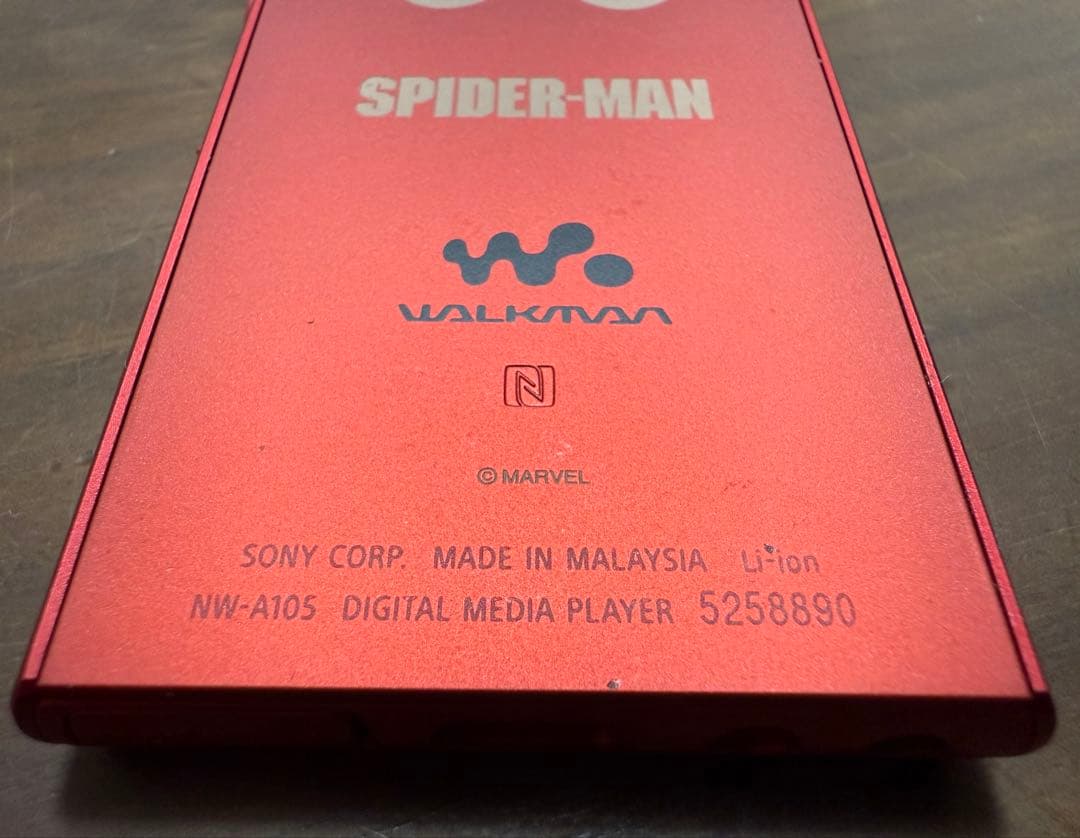 SPIDER-MAN
WALKMAN
N
© MARVEL
SONY CORP. MADE IN MALAYSIA Li-ion
NW-A105 DIGITAL MEDIA PLAYER 5258890